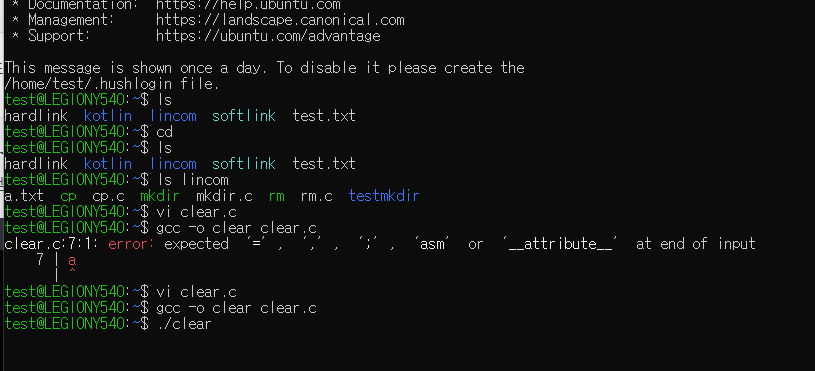 * Documentation:  https://help.ubuntu.com
* Management:     https://landscape.canonical.com
* Support:        https://ubuntu.com/advantage
This message is shown once a day. To disable it please create the
/home/test/.hushlogin file.
test@LEGIONY540:~$ ls
hardlink  kotlin  lincom  softlink  test.txt
test@LEGIONY540:~$ cd
test@LEGIONY540:~$ ls
hardlink  kotlin  lincom  softlink  test.txt
test@LEGIONY540:~$ ls lincom
a.txt  cp  cp.c  mkdir  mkdir.c  rm  rm.c  testmkdir
test@LEGIONY540:~$ vi clear.c
test@LEGIONY540:~$ gcc -o clear clear.c
clear.c:7:1: error: expected ‘=’, ‘,’, ‘;’, ‘asm’ or ‘__attribute__’ at end of input
    7 | a
      | ^
test@LEGIONY540:~$ vi clear.c
test@LEGIONY540:~$ gcc -o clear clear.c
test@LEGIONY540:~$ ./clear